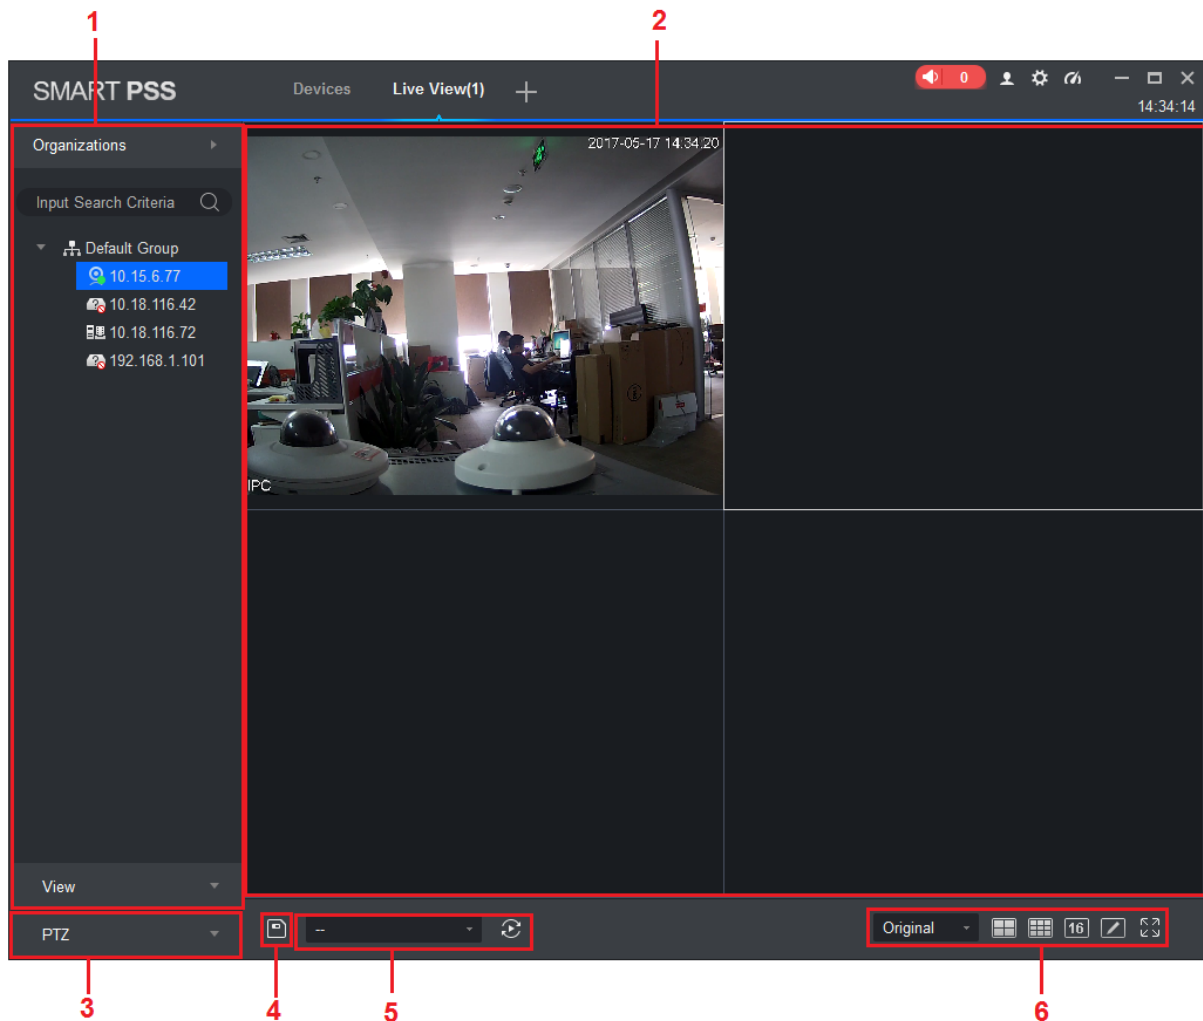 1
2
SMART PSS
Devices
Live View(1)
0
14:34:14
Organizations
2017-05-17 14:34:20
Input Search Criteria
Default Group
10.15.6.77
10.18.116.42
10.18.116.72
192.168.1.101
IPC
View
PTZ
--
Original
16
3
4
5
6